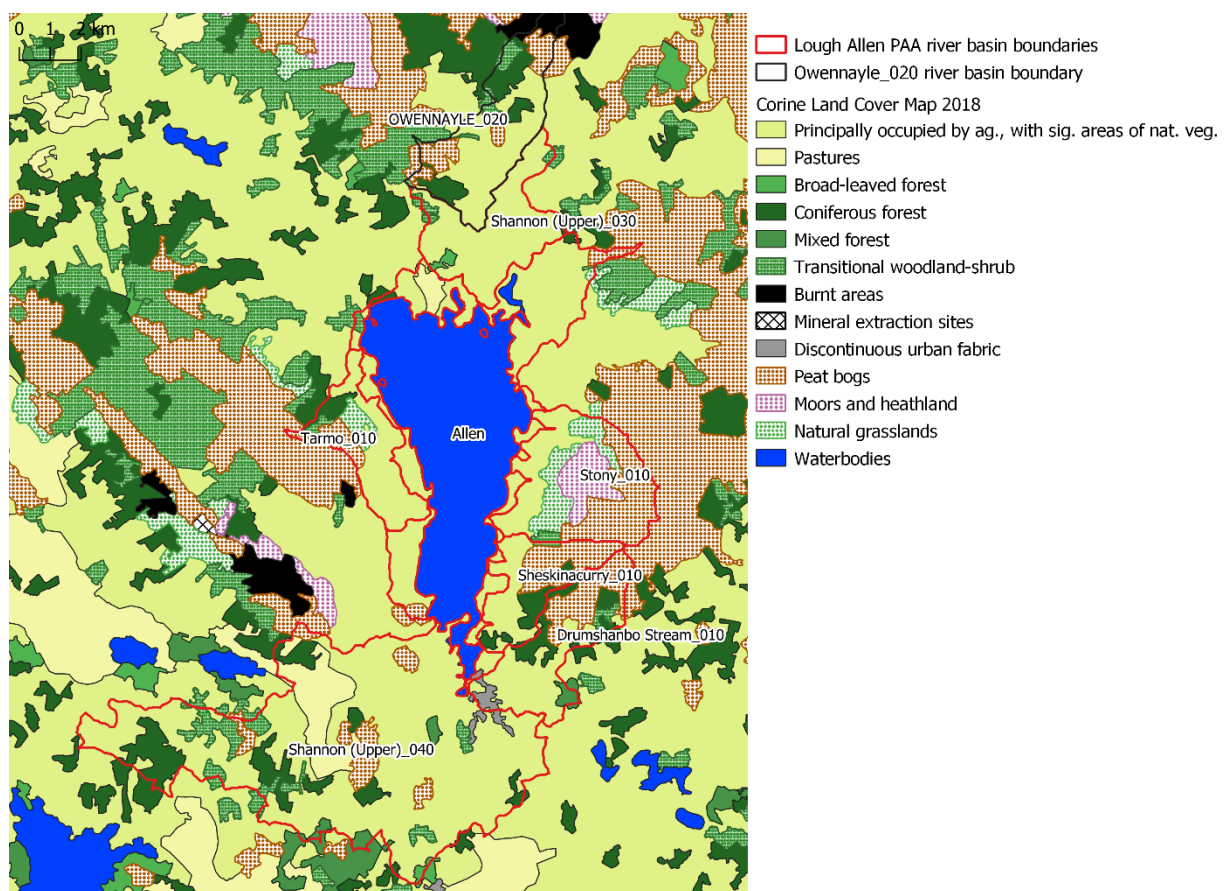 0 1 2 km
OWENNAYLE_020
Shannon (Upper)_030
Tarmo_010
Allen
Stony_010
Sheskinacurry_010
Drumshanbo Stream_010
Shannon (Upper)_040
Lough Allen PAA river basin boundaries
Owennayle_020 river basin boundary
Corine Land Cover Map 2018
Principally occupied by ag., with sig. areas of nat. veg.
Pastures
Broad-leaved forest
Coniferous forest
Mixed forest
Transitional woodland-shrub
Burnt areas
Mineral extraction sites
Discontinuous urban fabric
Peat bogs
Moors and heathland
Natural grasslands
Waterbodies